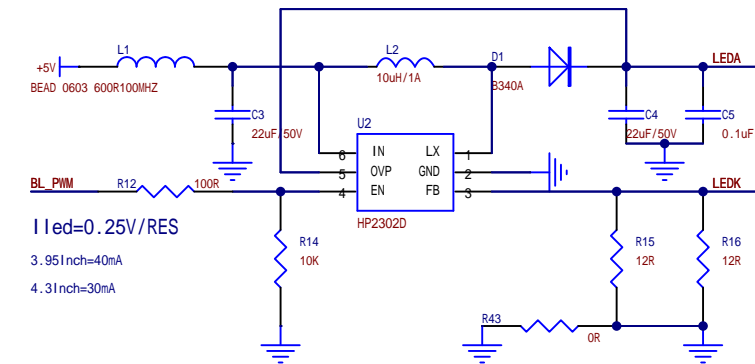 L1
L2
D1
LEDA
+5V
10uH/1A
B340A
BEAD 0603 600R100MHZ
C3
C4
C5
22uF/50V
U2
22uF/50V
0.1uF
6 IN LX 1
5 OVP GND 2
4 EN FB 3
BL_PWM
R12
100R
LEDK
HP2302D
Iled=0.25V/RES
R14
R15
R16
3.95Inch=40mA
10K
12R
12R
4.3Inch=30mA
R43
0R